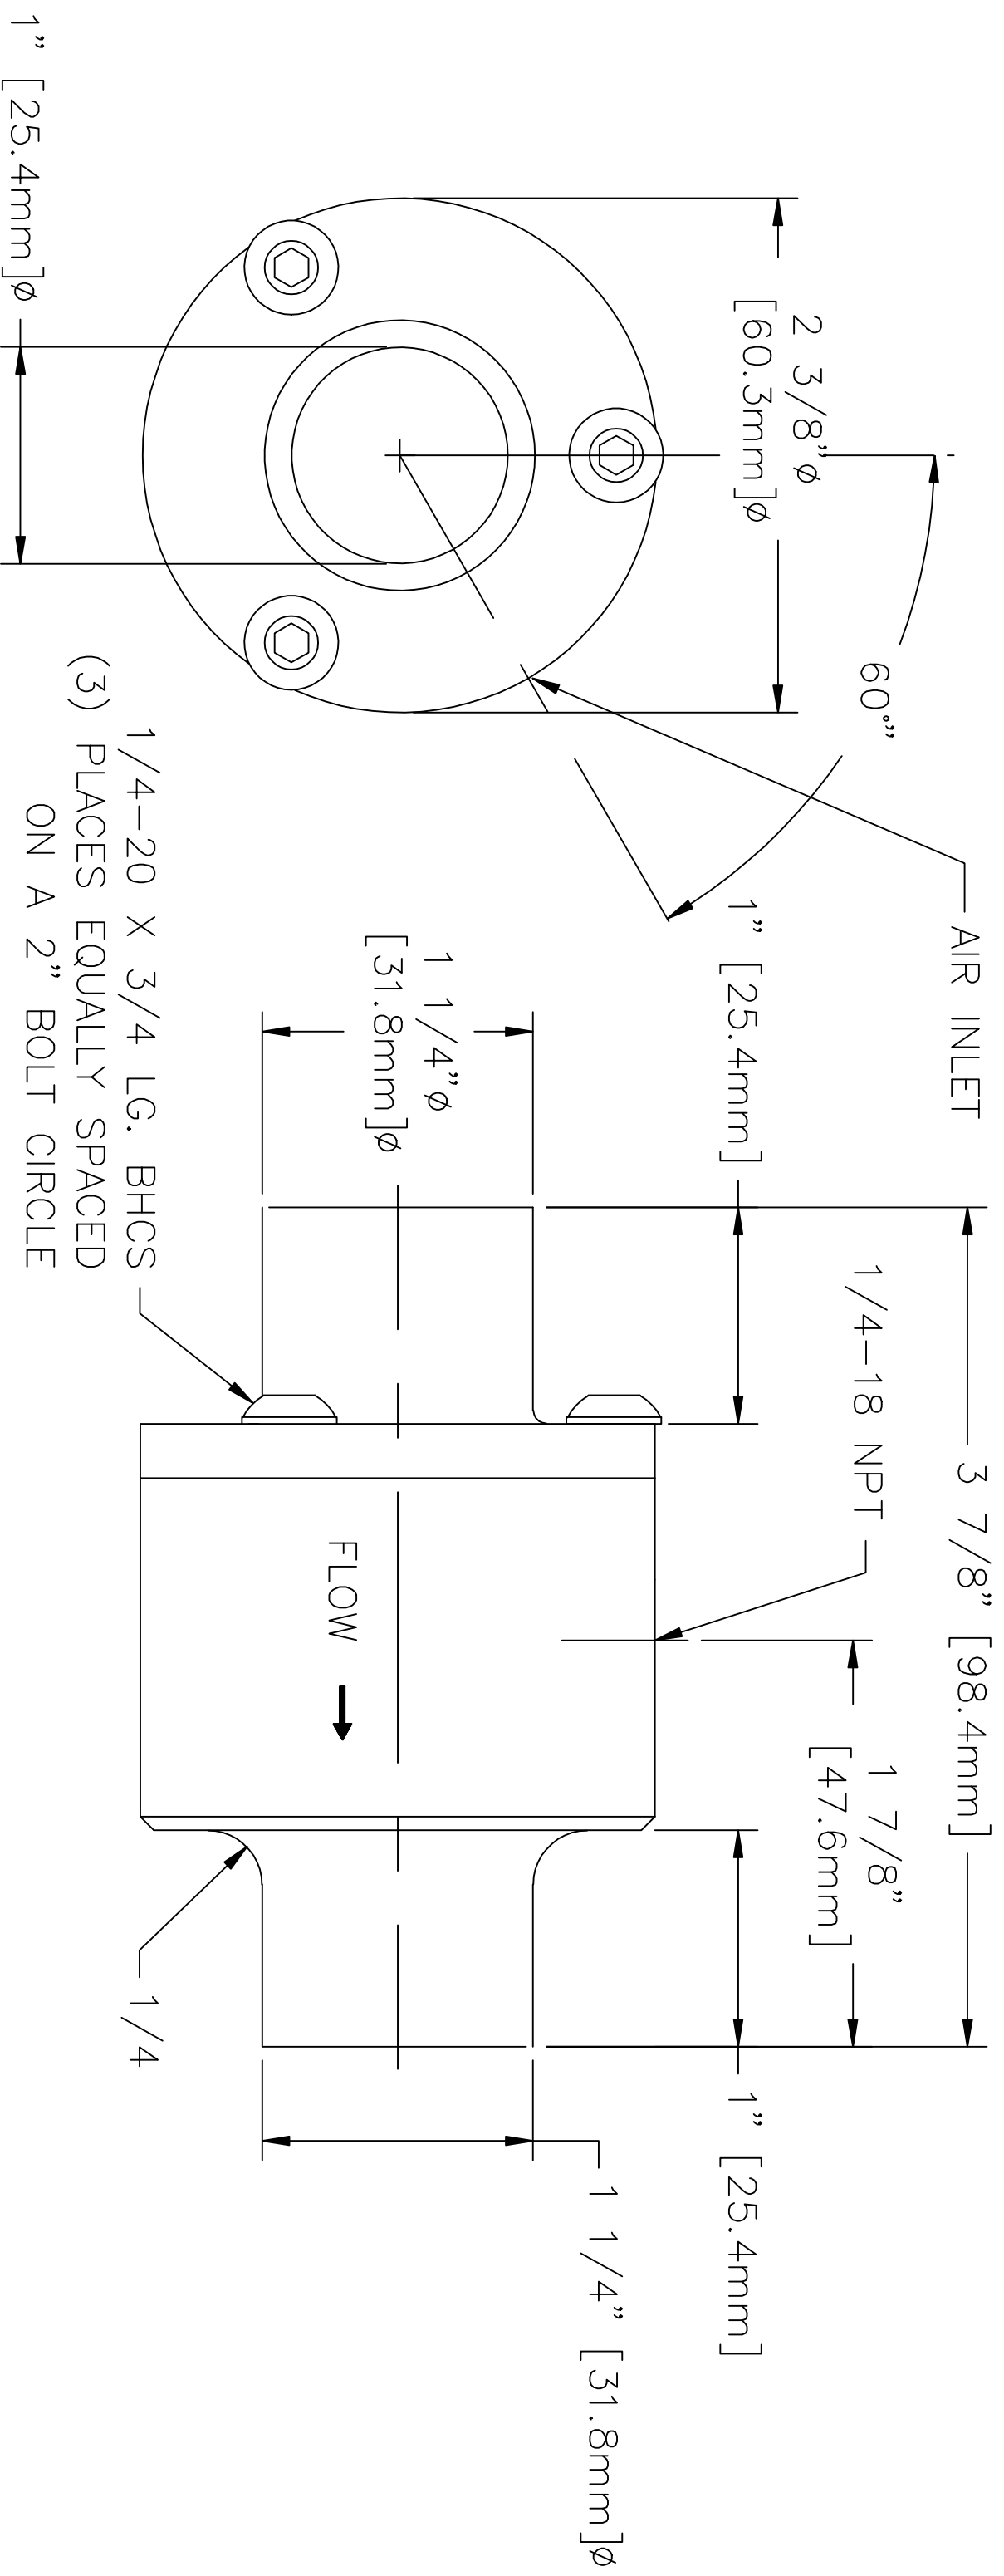 AIR INLET
3 7/8" [98.4mm]
60°"
1/4-18 NPT
1 7/8"
[47.6mm]
2 3/8"ø
[60.3mm]ø
1" [25.4mm]
1" [25.4mm]
1 1/4" [31.8mm]ø
1 1/4"ø
[31.8mm]ø
FLOW
1/4
1/4-20 X 3/4 LG. BHCS
(3) PLACES EQUALLY SPACED
ON A 2" BOLT CIRCLE
1" [25.4mm]ø